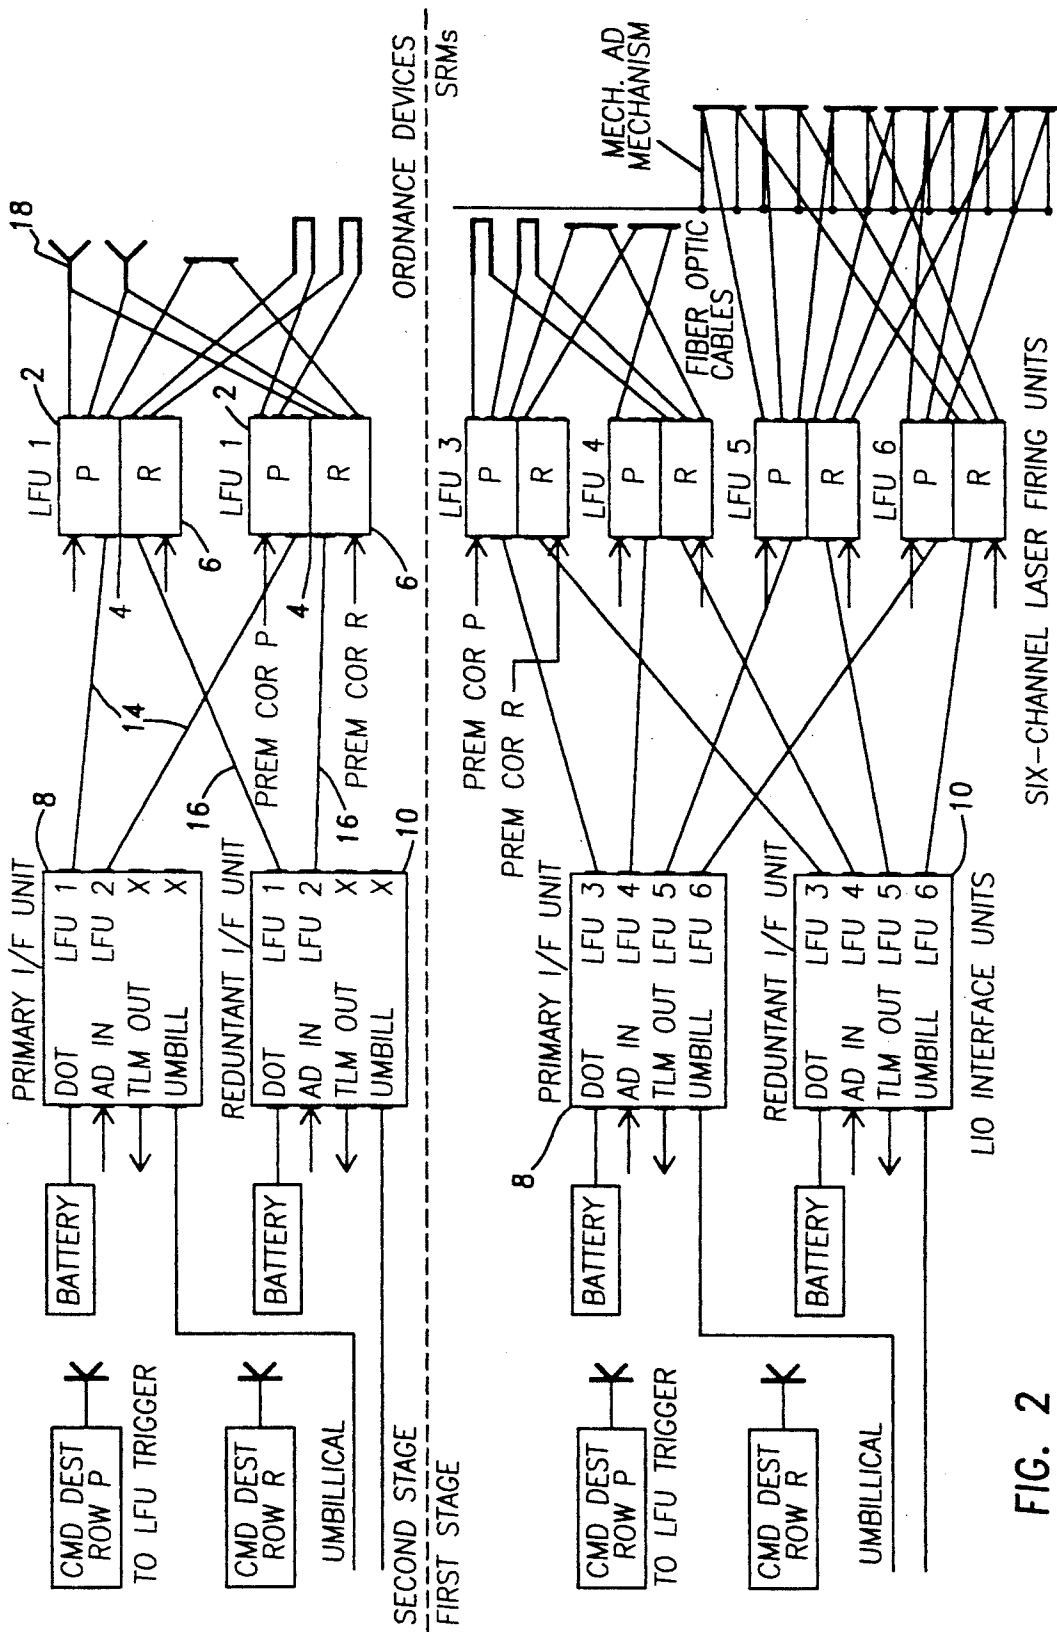 CMD DEST
ROW P
TO LFU TRIGGER
CMD DEST
ROW R
UMBILLICAL
BATTERY
BATTERY
PRIMARY I/F UNIT
8
DOT LFU 1
AD IN LFU 2
TLM OUT X
UMBILL X
REDUNTANT I/F UNIT
DOT LFU 1
AD IN LFU 2
TLM OUT X
UMBILL X
10
14
16
16
PREM COR P
PREM COR R
LFU 1
2
P
R
4
6
LFU 1
2
P
R
4
6
18
ORDNANCE DEVICES
SECOND STAGE
FIRST STAGE
SRMs
CMD DEST
ROW P
TO LFU TRIGGER
CMD DEST
ROW R
UMBILLICAL
BATTERY
BATTERY
PRIMARY I/F UNIT
8
DOT LFU 3
AD IN LFU 4
TLM OUT LFU 5
UMBILL LFU 6
REDUNTANT I/F UNIT
DOT LFU 3
AD IN LFU 4
TLM OUT LFU 5
UMBILL LFU 6
10
LIO INTERFACE UNITS
PREM COR P
PREM COR R
LFU 3
P
R
LFU 4
P
R
LFU 5
P
R
LFU 6
P
R
FIBER OPTIC
CABLES
MECH. AD
MECHANISM
SIX-CHANNEL LASER FIRING UNITS
FIG. 2